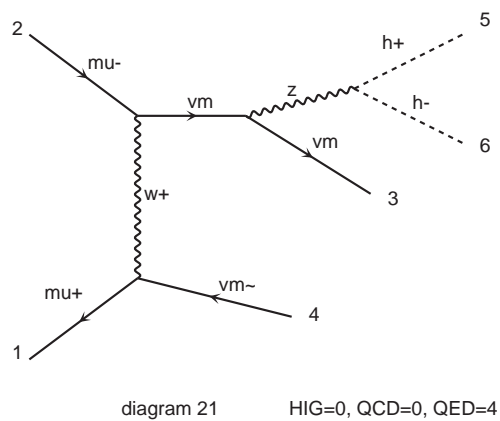 2
5
mu-
h+
z
vm
h-
vm
6
w+
3
mu+
vm~
4
1
diagram 21
HIG=0, QCD=0, QED=4